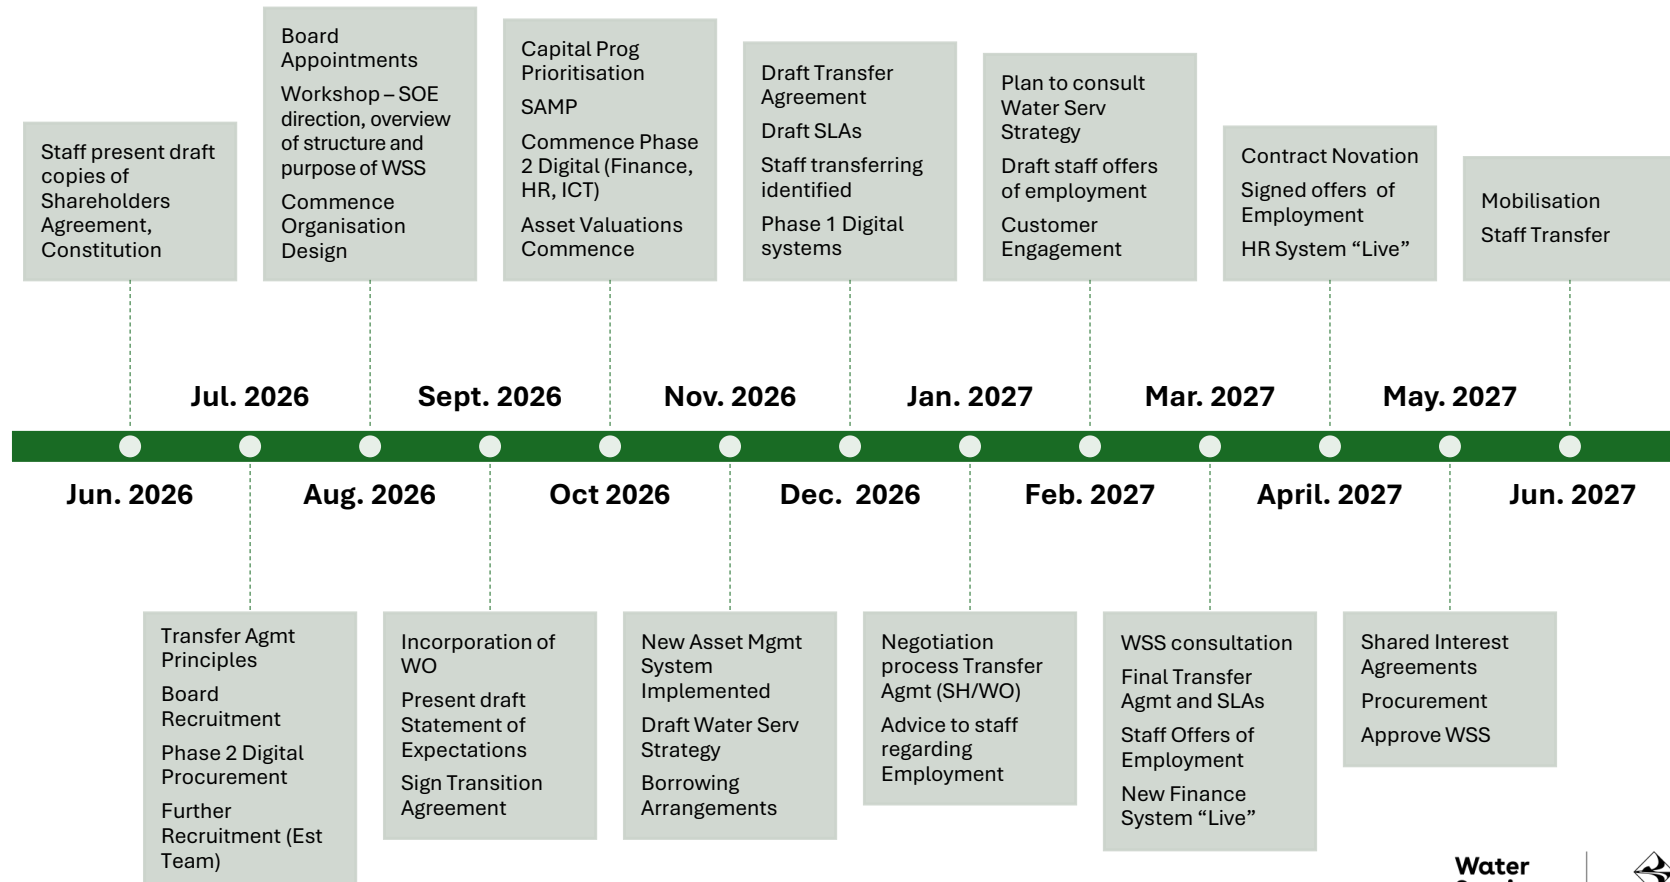 Staff present draft
copies of
Shareholders
Agreement,
Constitution
Board
Appointments
Workshop – SOE
direction, overview
of structure and
purpose of WSS
Commence
Organisation
Design
Capital Prog
Prioritisation
SAMP
Commence Phase
2 Digital (Finance,
HR, ICT)
Asset Valuations
Commence
Draft Transfer
Agreement
Draft SLAs
Staff transferring
identified
Phase 1 Digital
systems
Plan to consult
Water Serv
Strategy
Draft staff offers
of employment
Customer
Engagement
Contract Novation
Signed offers of
Employment
HR System “Live”
Mobilisation
Staff Transfer
Jul. 2026
Sept. 2026
Nov. 2026
Jan. 2027
Mar. 2027
May. 2027
Jun. 2026
Aug. 2026
Oct 2026
Dec. 2026
Feb. 2027
April. 2027
Jun. 2027
Transfer Agmt
Principles
Board
Recruitment
Phase 2 Digital
Procurement
Further
Recruitment (Est
Team)
Incorporation of
WO
Present draft
Statement of
Expectations
Sign Transition
Agreement
New Asset Mgmt
System
Implemented
Draft Water Serv
Strategy
Borrowing
Arrangements
Negotiation
process Transfer
Agmt (SH/WO)
Advice to staff
regarding
Employment
WSS consultation
Final Transfer
Agmt and SLAs
Staff Offers of
Employment
New Finance
System “Live”
Shared Interest
Agreements
Procurement
Approve WSS
Water